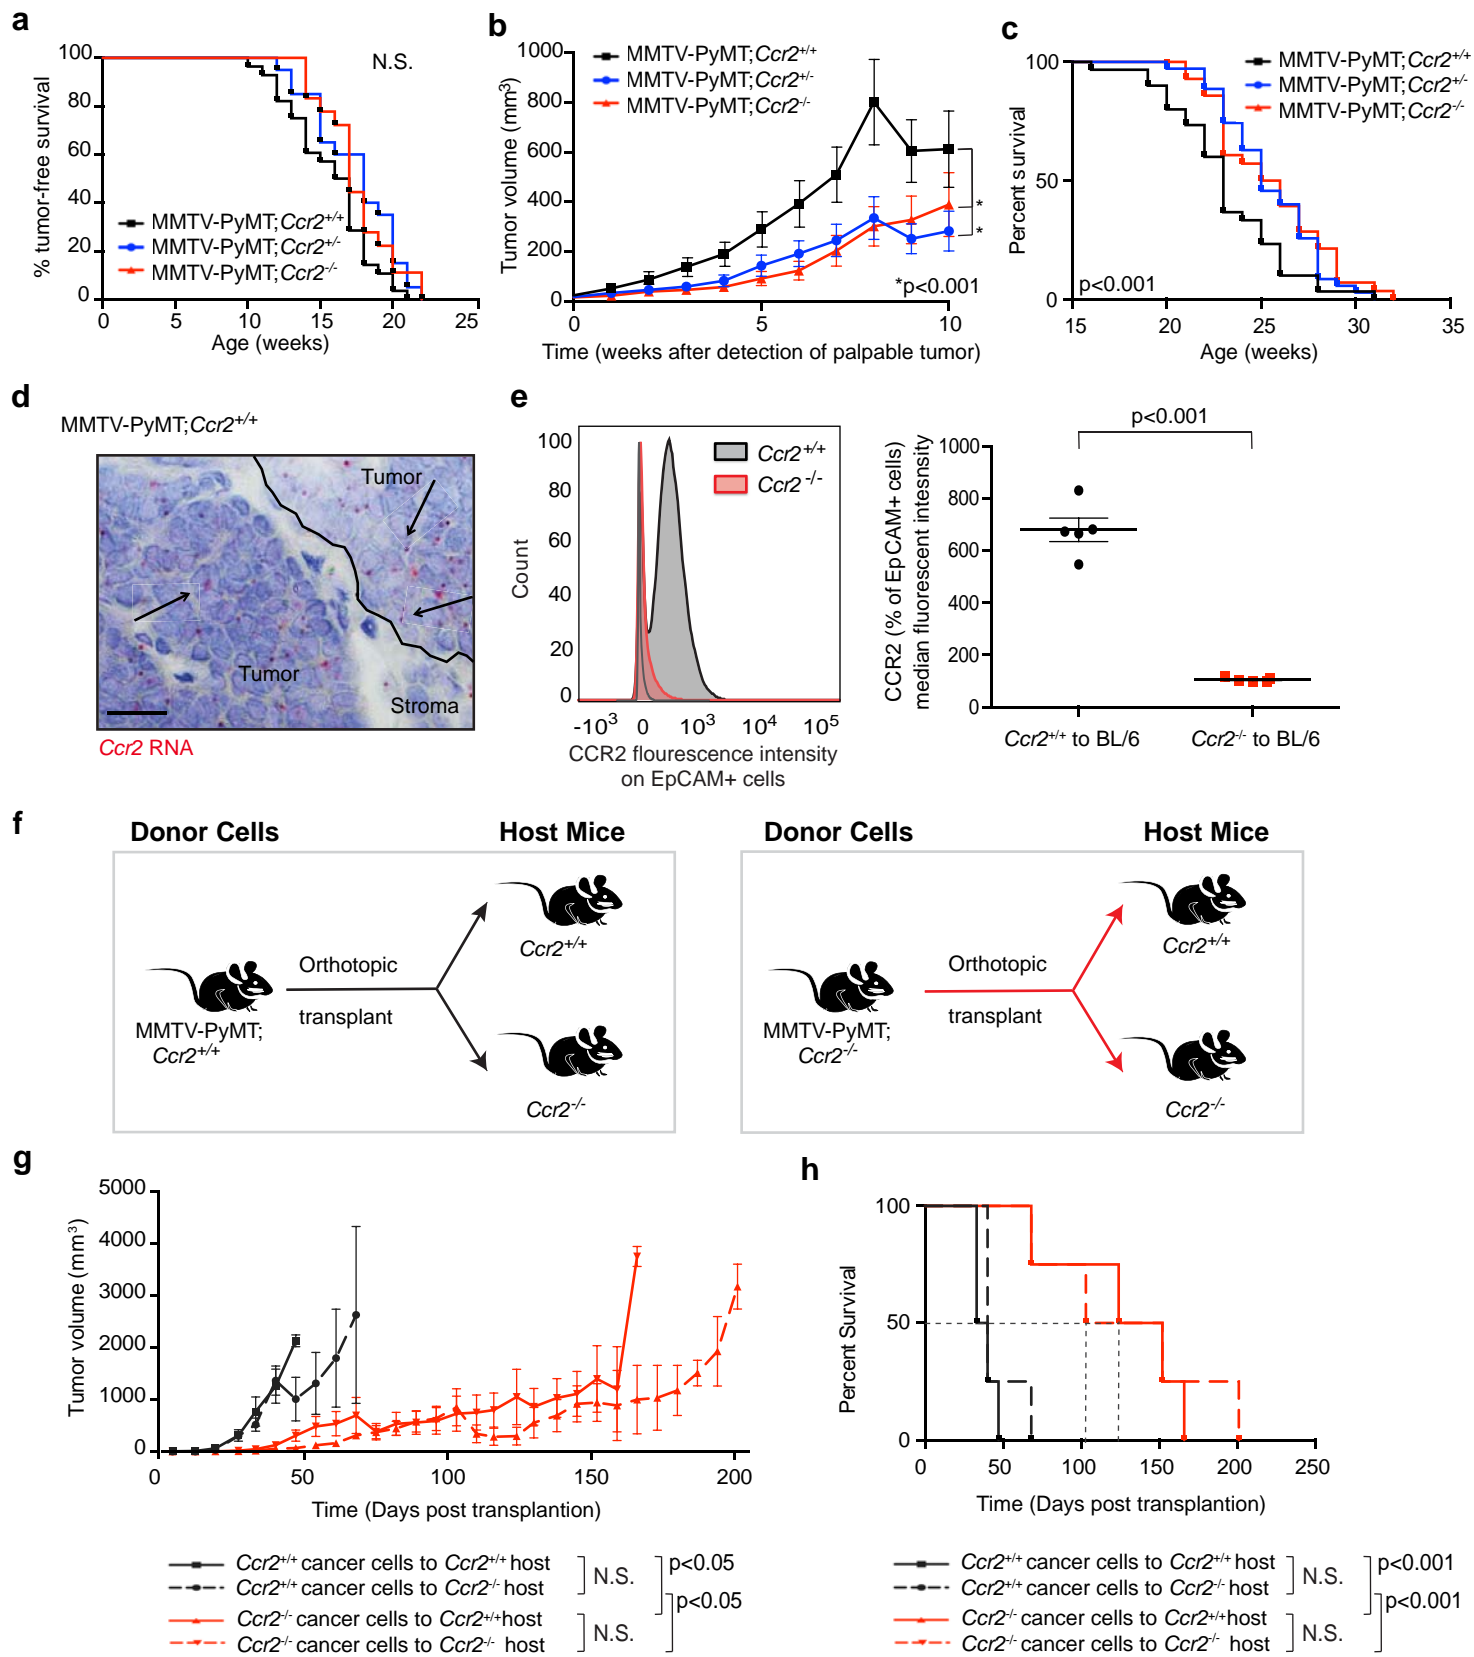 a
100
80
60
40
20
0
% tumor-free survival
N.S.
MMTV-PyMT;Ccr2+/+
MMTV-PyMT;Ccr2+/-
MMTV-PyMT;Ccr2-/-
0 5 10 15 20 25
Age (weeks)
b
1000
800
600
400
200
0
Tumor volume (mm3)
MMTV-PyMT;Ccr2+/+
MMTV-PyMT;Ccr2+/-
MMTV-PyMT;Ccr2-/-
*
*
*p<0.001
0 5 10
Time (weeks after detection of palpable tumor)
c
100
50
0
Percent survival
MMTV-PyMT;Ccr2+/+
MMTV-PyMT;Ccr2+/-
MMTV-PyMT;Ccr2-/-
p<0.001
15 20 25 30 35
Age (weeks)
d
MMTV-PyMT;Ccr2+/+
Tumor
Tumor
Stroma
Ccr2 RNA
e
100
80
60
40
20
0
Count
Ccr2+/+
Ccr2-/-
-103 0 103 104 105
CCR2 flourescence intensity
on EpCAM+ cells
p<0.001
1000
800
600
400
200
0
CCR2 (% of EpCAM+ cells)
median fluorescent intesnsity
Ccr2+/+ to BL/6
Ccr2-/- to BL/6
f
Donor Cells Host Mice
Ccr2+/+
Orthotopic
transplant
MMTV-PyMT;
Ccr2+/+
Ccr2-/-
Donor Cells Host Mice
Ccr2+/+
Orthotopic
transplant
MMTV-PyMT;
Ccr2-/-
Ccr2-/-
g
5000
4000
3000
2000
1000
0
Tumor volume (mm3)
0 50 100 150 200
Time (Days post transplantion)
Ccr2+/+ cancer cells to Ccr2+/+ host
Ccr2+/+ cancer cells to Ccr2-/- host
Ccr2-/- cancer cells to Ccr2+/+host
Ccr2-/- cancer cells to Ccr2-/- host
N.S.
N.S.
p<0.05
p<0.05
h
100
50
0
Percent Survival
0 50 100 150 200 250
Time (Days post transplantion)
Ccr2+/+ cancer cells to Ccr2+/+ host
Ccr2+/+ cancer cells to Ccr2-/- host
Ccr2-/- cancer cells to Ccr2+/+host
Ccr2-/- cancer cells to Ccr2-/- host
N.S.
N.S.
p<0.001
p<0.001